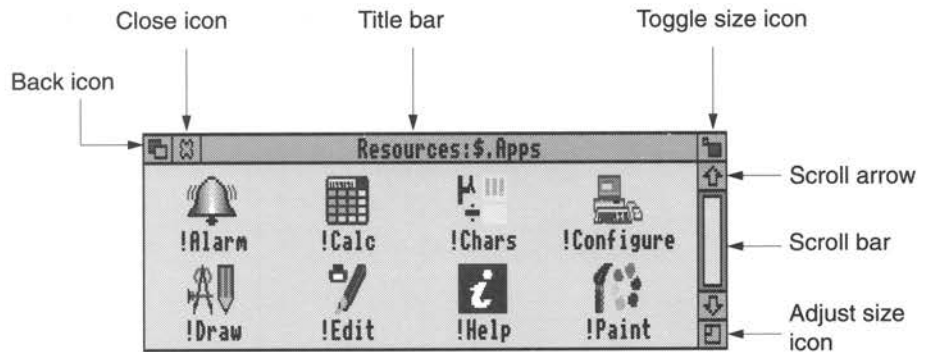 Close icon
Title bar
Toggle size icon
Back icon
Resources:$.Apps
Scroll arrow
!Alarm
!Calc
!Chars
!Configure
Scroll bar
!Draw
!Edit
!Help
!Paint
Adjust size
icon